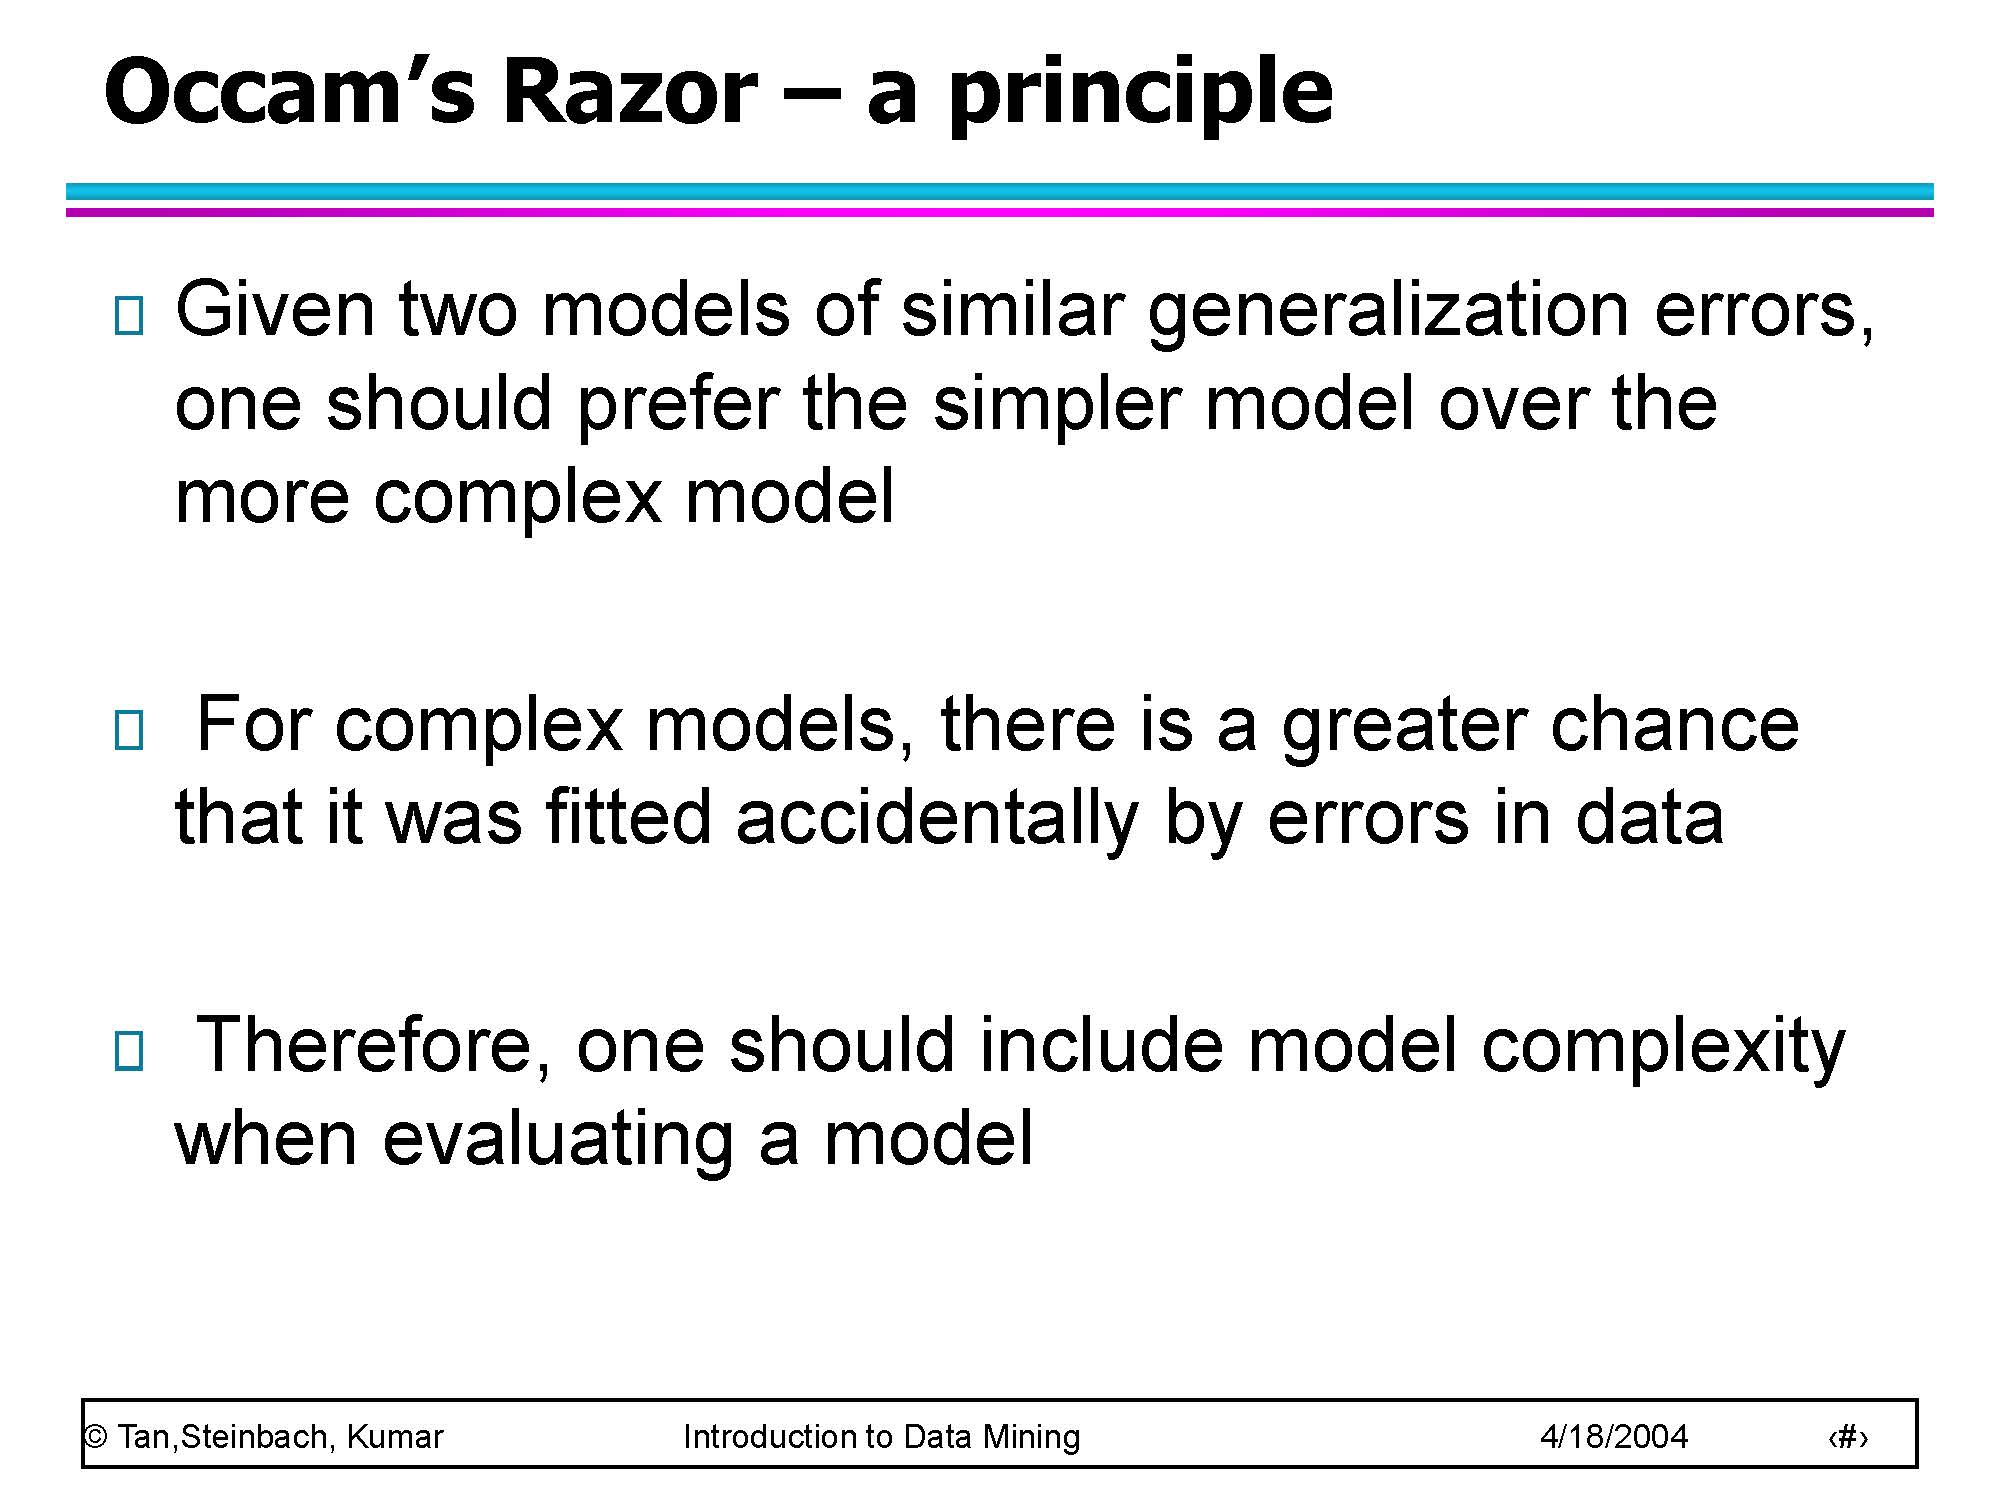 Occam’s Razor – a principle
Given two models of similar generalization errors,
one should prefer the simpler model over the
more complex model
For complex models, there is a greater chance
that it was fitted accidentally by errors in data
Therefore, one should include model complexity
when evaluating a model
© Tan,Steinbach, Kumar Introduction to Data Mining 4/18/2004 ‹#›